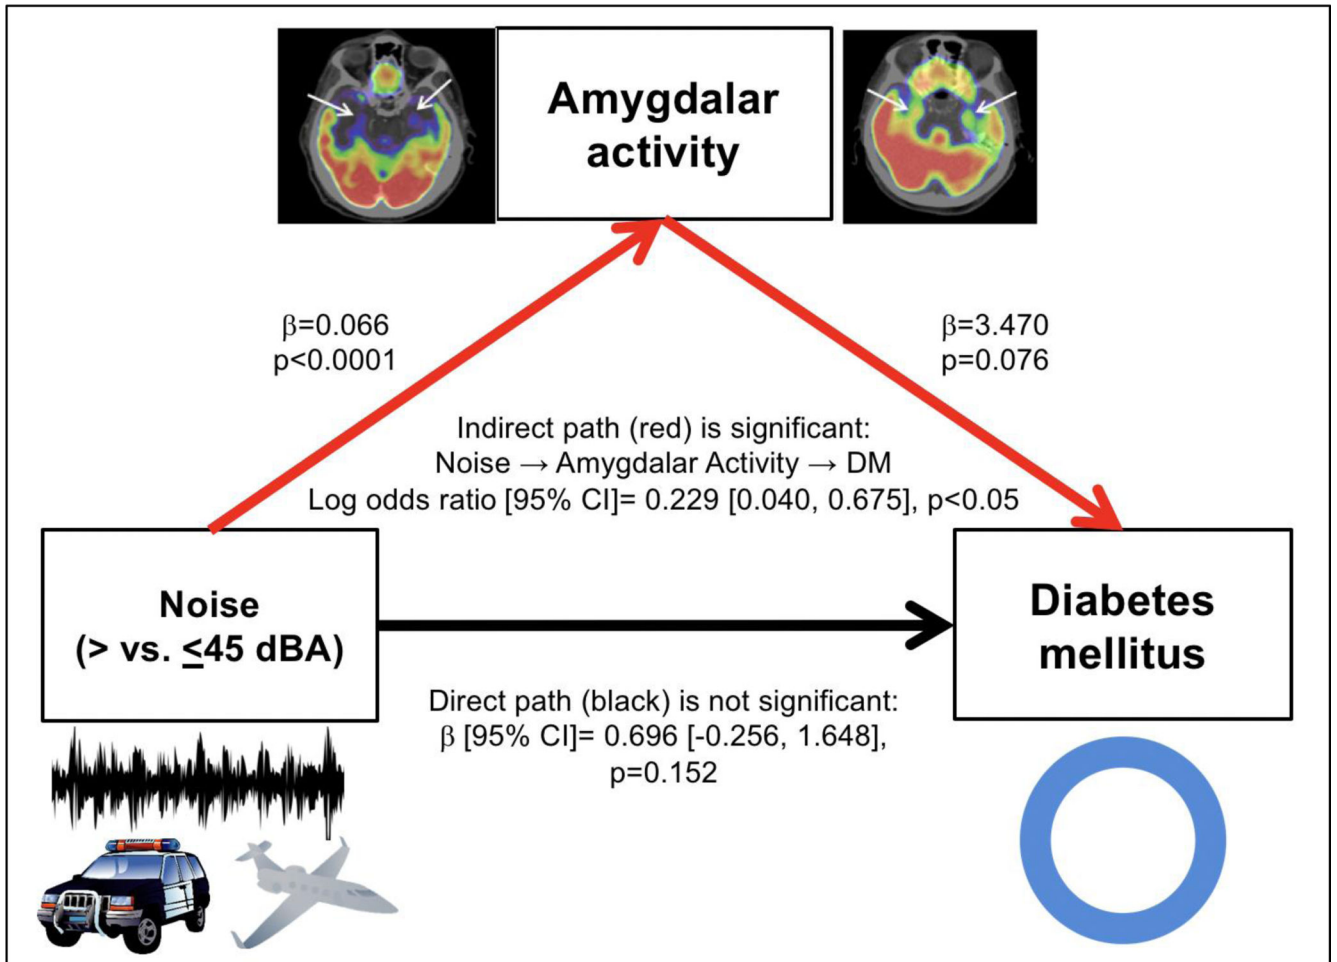 Amygdalar
activity
β=0.066
p<0.0001
β=3.470
p=0.076
Indirect path (red) is significant:
Noise → Amygdalar Activity → DM
Log odds ratio [95% CI]= 0.229 [0.040, 0.675], p<0.05
Noise
(> vs. ≤45 dBA)
Diabetes
mellitus
Direct path (black) is not significant:
β [95% CI]= 0.696 [-0.256, 1.648],
p=0.152